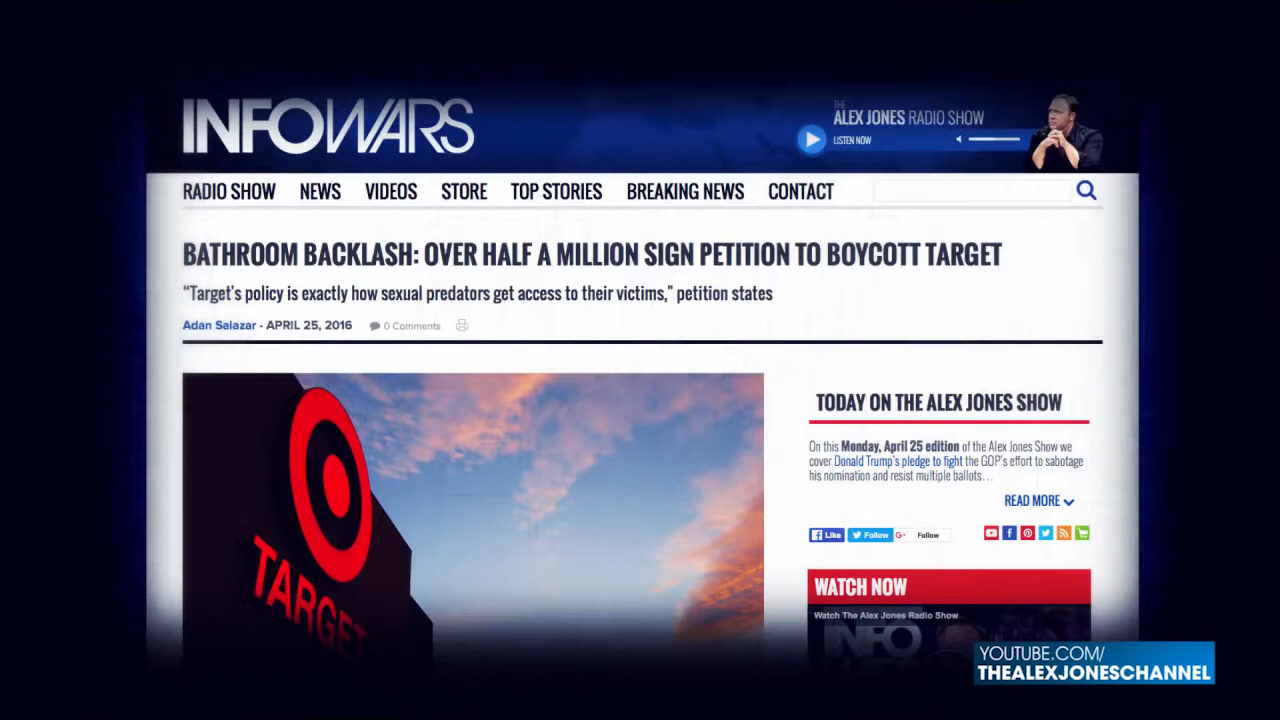 INFOWARS
THE
ALEX JONES RADIO SHOW
LISTEN NOW
RADIO SHOW NEWS VIDEOS STORE TOP STORIES BREAKING NEWS CONTACT
BATHROOM BACKLASH: OVER HALF A MILLION SIGN PETITION TO BOYCOTT TARGET
“Target's policy is exactly how sexual predators get access to their victims," petition states
Adan Salazar - APRIL 25, 2016 0 Comments
TARGET
TODAY ON THE ALEX JONES SHOW
On this Monday, April 25 edition of the Alex Jones Show we
cover Donald Trump's pledge to fight the GOP's effort to sabotage
his nomination and resist multiple ballots...
READ MORE
Like Follow G+ Follow
WATCH NOW
Watch The Alex Jones Radio Show
INFO
YOUTUBE.COM/
THEALEXJONESCHANNEL